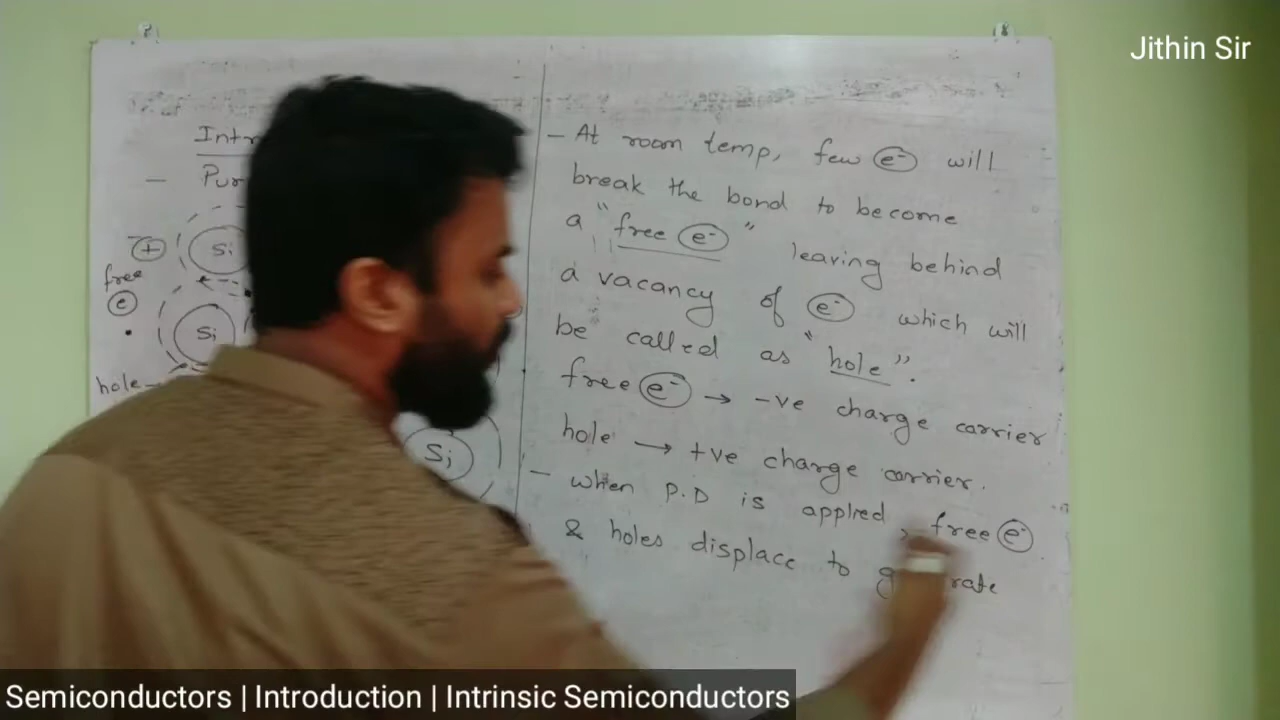 Jithin Sir
Intr
- Pur
+
Si
free
e
Si
hole
Si
- At room temp, few e- will
break the bond to become
a "free e-" leaving behind
a vacancy of e- which will
be called as "hole".
free e- → -ve charge carrier
hole → +ve charge carrier.
- when P.D is applied, free e-
& holes displace to
Semiconductors | Introduction | Intrinsic Semiconductors